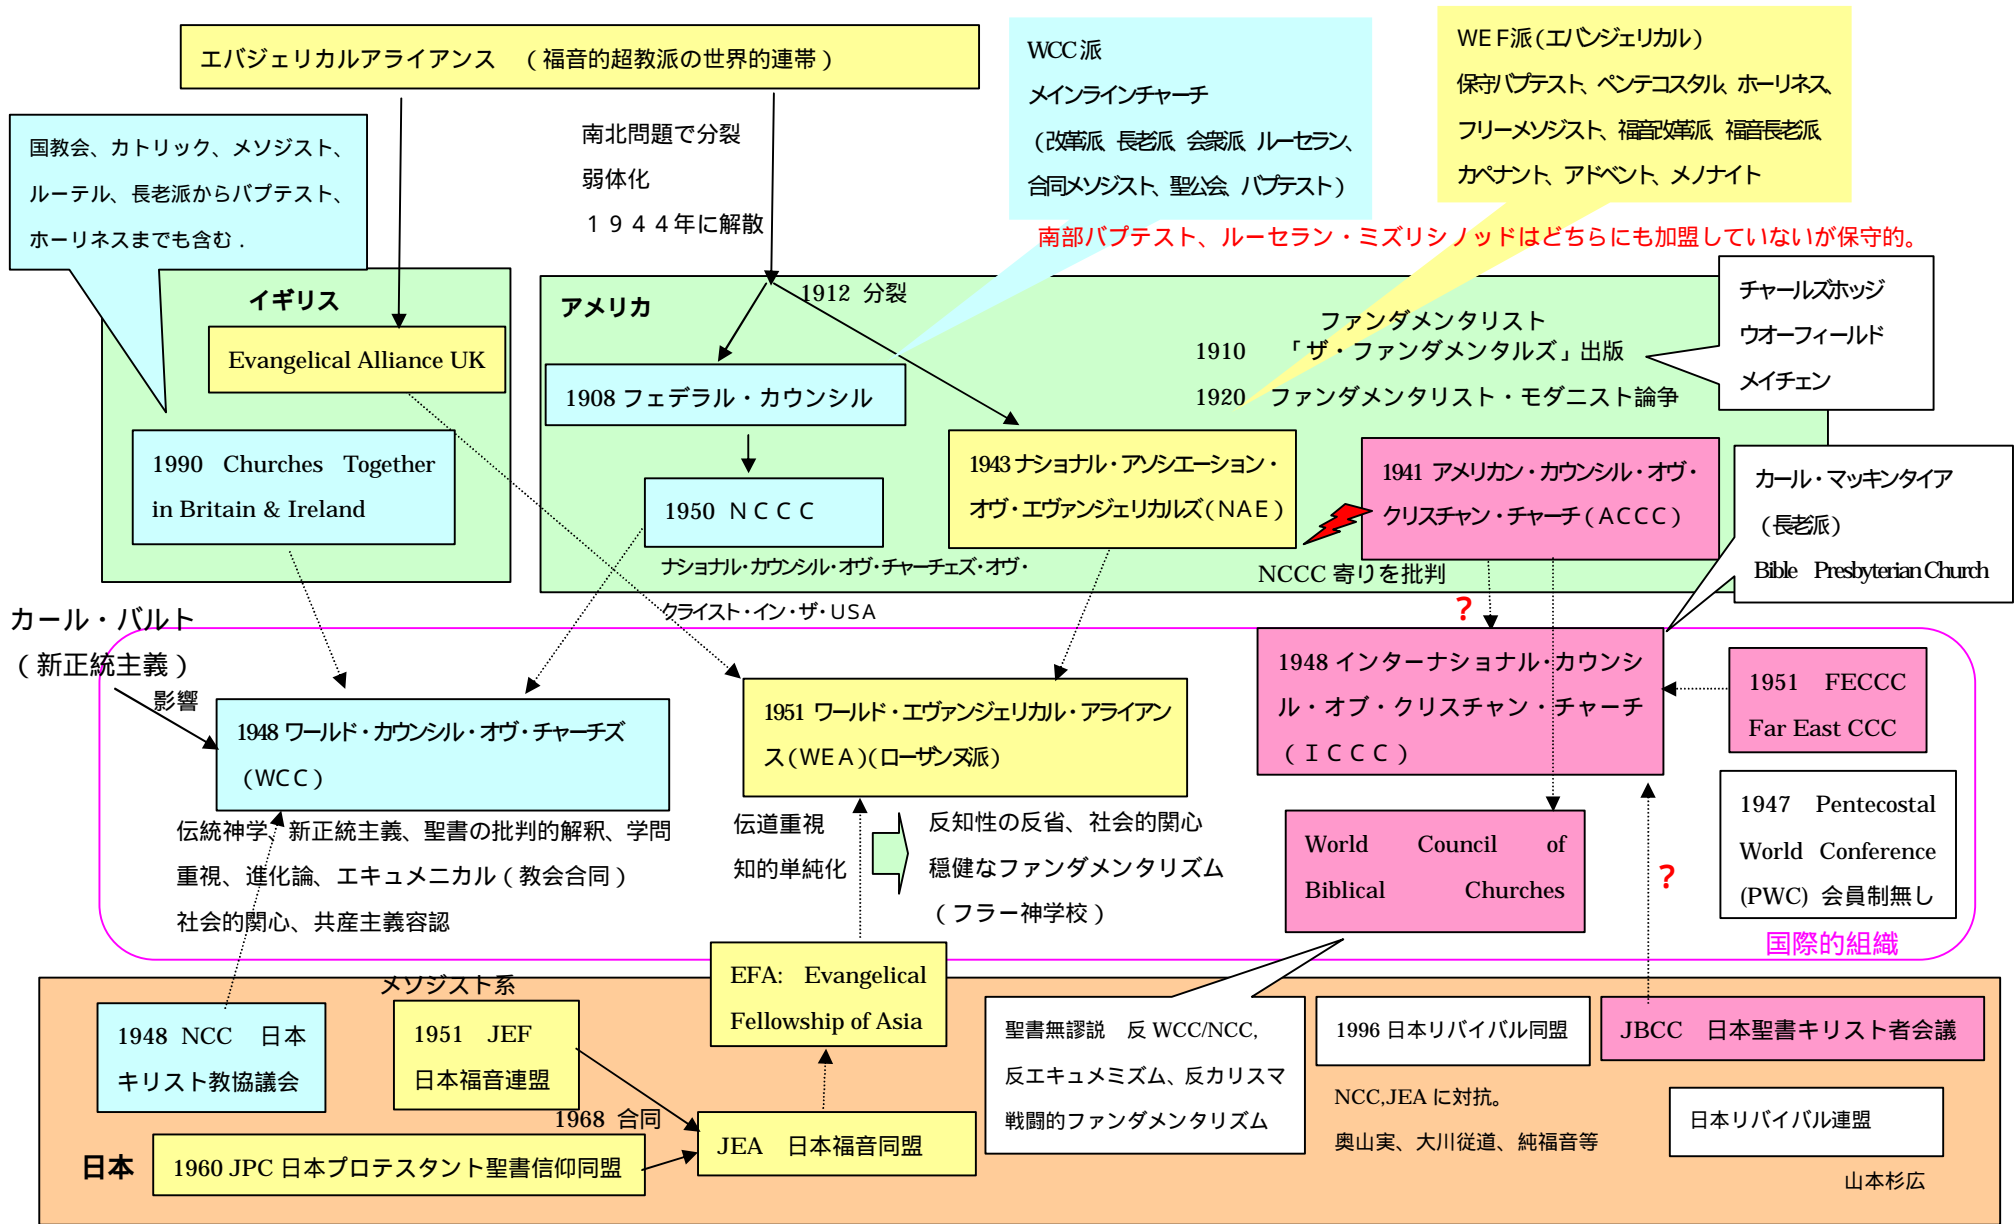 エバジェリカルアライアンス　(福音的超教派の世界的連帯)
WCC派
メインラインチャーチ
(改革派、長老派、会衆派、ルーセラン、
合同メソジスト、聖公会、バプテスト)
WEF派(エバンジェリカル)
保守バプテスト、ペンテコスタル、ホーリネス、
フリーメソジスト、福音改革派、福音長老派
カペナント、アドベント、メノナイト
国教会、カトリック、メソジスト、
ルーテル、長老派からバプテスト、
ホーリネスまでも含む．
南北問題で分裂
弱体化
１９４４年に解散
南部バプテスト、ルーセラン・ミズリシノッドはどちらにも加盟していないが保守的。
イギリス
Evangelical Alliance UK
1990 Churches Together
in Britain & Ireland
アメリカ
1912 分裂
1908 フェデラル・カウンシル
1950 ＮＣＣＣ
ナショナル・カウンシル・オヴ・チャーチェズ・オヴ・
クライスト・イン・ザ・USA
1943 ナショナル・アソシエーション・
オヴ・エヴァンジェリカルズ(NAE)
ファンダメンタリスト
1910 「ザ・ファンダメンタルズ」出版
1920 ファンダメンタリスト・モダニスト論争
チャールズホッジ
ウオーフィールド
メイチェン
1941 アメリカン・カウンシル・オヴ・
クリスチャン・チャーチ(ACCC)
NCCC 寄りを批判
?
カール・マッキンタイア
(長老派)
Bible Presbyterian Church
カール・バルト
(新正統主義)
影響
1948 ワールド・カウンシル・オヴ・チャーチズ
(WCC)
伝統神学、新正統主義、聖書の批判的解釈、学問
重視、進化論、エキュメニカル(教会合同)
社会的関心、共産主義容認
1951 ワールド・エヴァンジェリカル・アライアン
ス(WEA)(ローザンヌ派)
伝道重視
知的単純化
反知性の反省、社会的関心
穏健なファンダメンタリズム
(フラー神学校)
1948 インターナショナル・カウンシ
ル・オブ・クリスチャン・チャーチ
(ＩＣＣＣ)
1951 FECCC
Far East CCC
World Council of
Biblical Churches
?
1947 Pentecostal
World Conference
(PWC) 会員制無し
国際的組織
メソジスト系
1948 NCC 日本
キリスト教協議会
1951 JEF
日本福音連盟
EFA: Evangelical
Fellowship of Asia
1968 合同
日本
1960 JPC 日本プロテスタント聖書信仰同盟
JEA 日本福音同盟
聖書無謬説　反 WCC/NCC,
反エキュメミズム、反カリスマ
戦闘的ファンダメンタリズム
1996 日本リバイバル同盟
NCC,JEA に対抗。
奥山実、大川従道、純福音等
JBCC 日本聖書キリスト者会議
日本リバイバル連盟
山本杉広